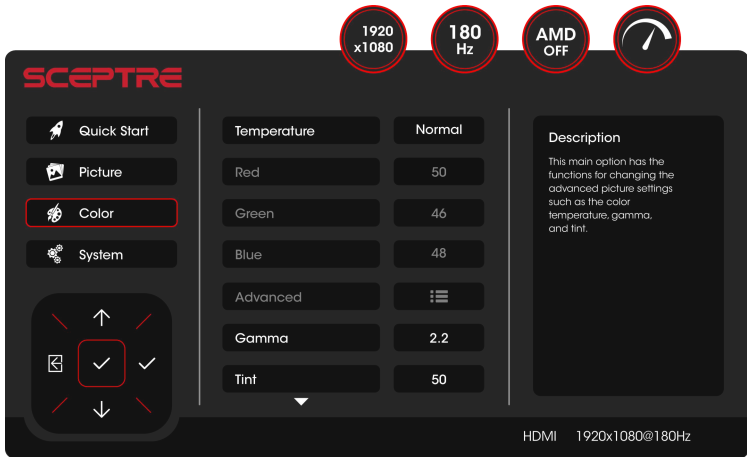 1920
x1080
180
Hz
AMD
OFF
SCEPTRE
Quick Start
Picture
Color
System
Temperature Normal
Red 50
Green 46
Blue 48
Advanced
Gamma 2.2
Tint 50
Description
This main option has the
functions for changing the
advanced picture settings
such as the color
temperature, gamma,
and tint.
HDMI 1920x1080@180Hz